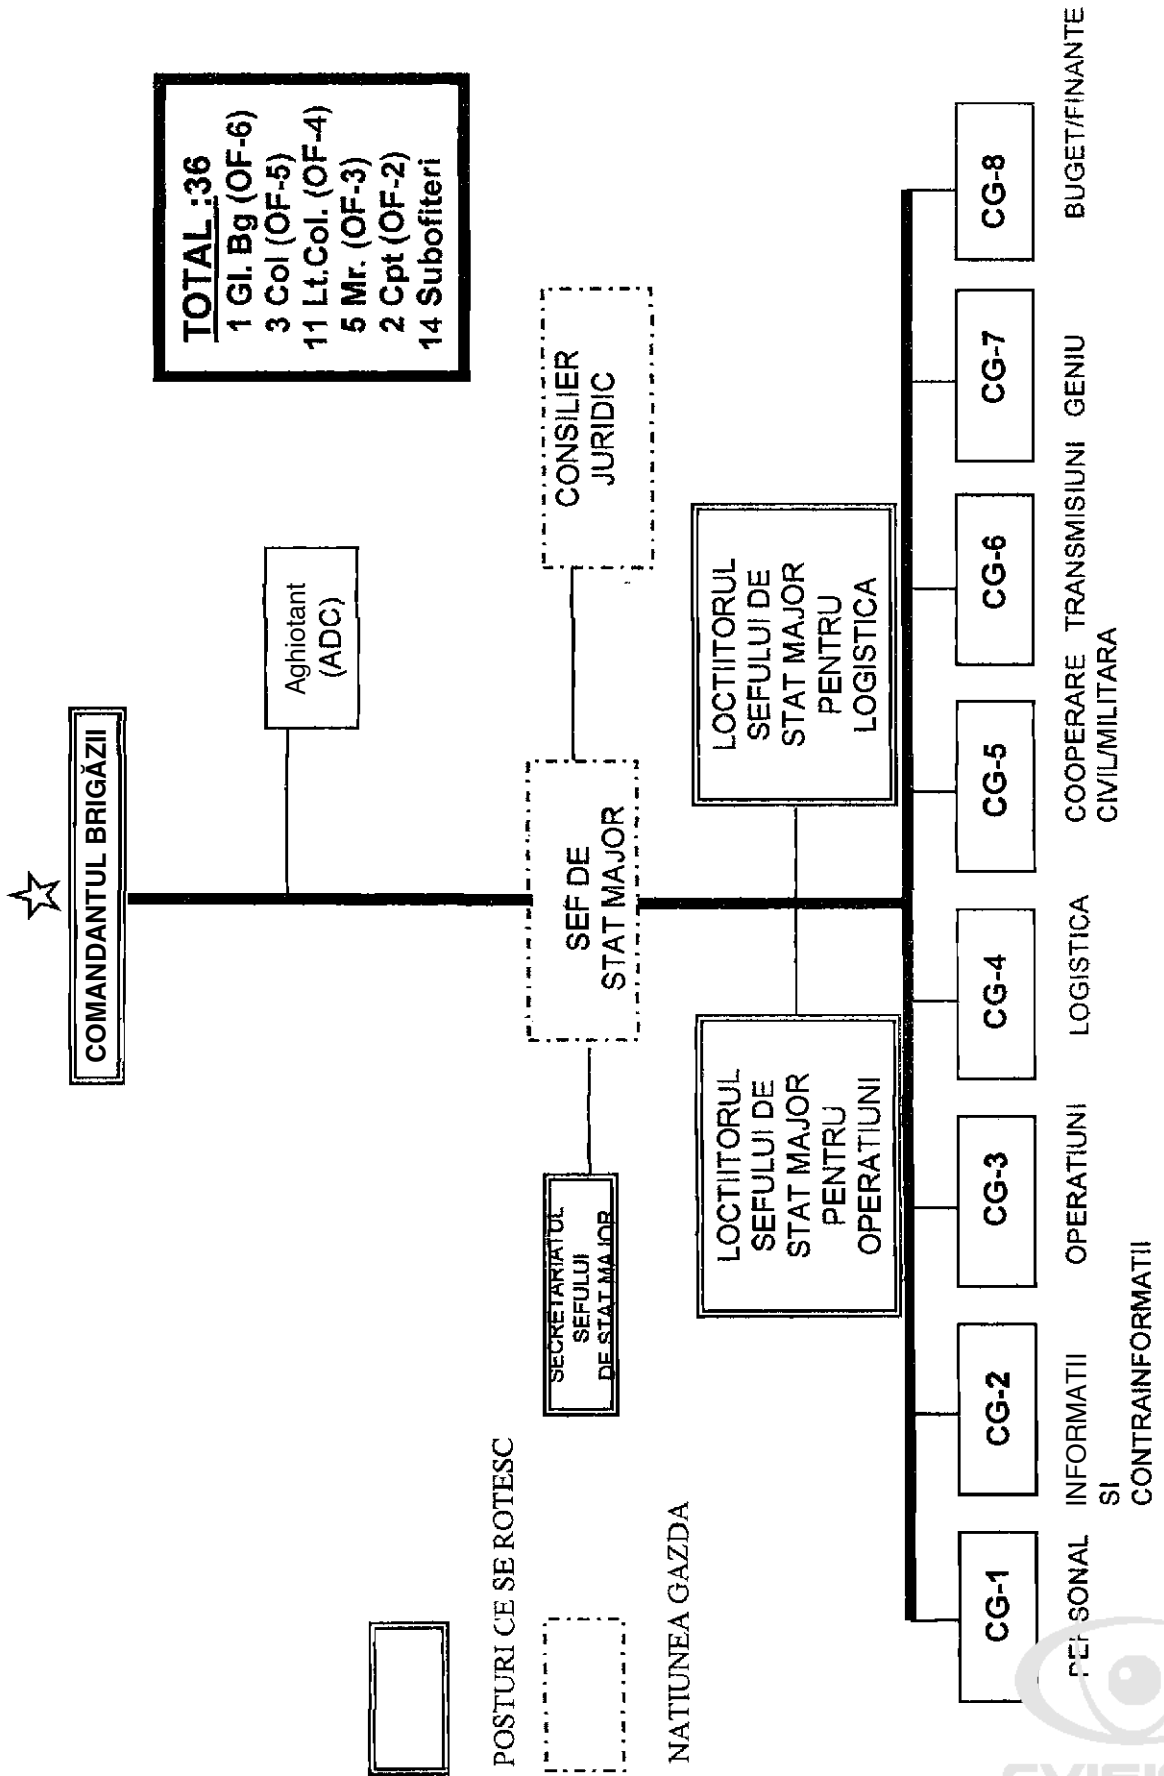 COMANDANTUL BRIGĂZII
TOTAL :36
1 Gl. Bg (OF-6)
3 Col (OF-5)
11 Lt.Col. (OF-4)
5 Mr. (OF-3)
2 Cpt (OF-2)
14 Subofiteri
Aghiotant
(ADC)
POSTURI CE SE ROTESC
NATIUNEA GAZDA
SECRETARIATUL
SEFULUI
DE STAT MAJOR
SEF DE
STAT MAJOR
CONSILIER
JURIDIC
LOCTIITORUL
SEFULUI DE
STAT MAJOR
PENTRU
OPERATIUNI
LOCTIITORUL
SEFULUI DE
STAT MAJOR
PENTRU
LOGISTICA
CG-1
CG-2
CG-3
CG-4
CG-5
CG-6
CG-7
CG-8
PERSONAL
INFORMATII
SI
CONTRAINFORMATII
OPERATIUNI
LOGISTICA
COOPERARE
CIVIL/MILITARA
TRANSMISIUNI
GENIU
BUGET/FINANTE